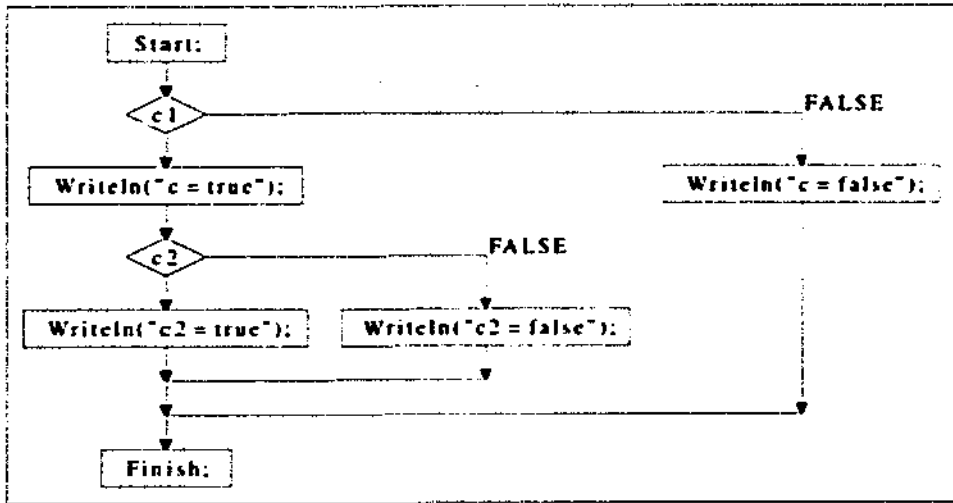 Start;
c1
FALSE
Writeln("c = true");
Writeln("c = false");
c2
FALSE
Writeln("c2 = true");
Writeln("c2 = false");
Finish;